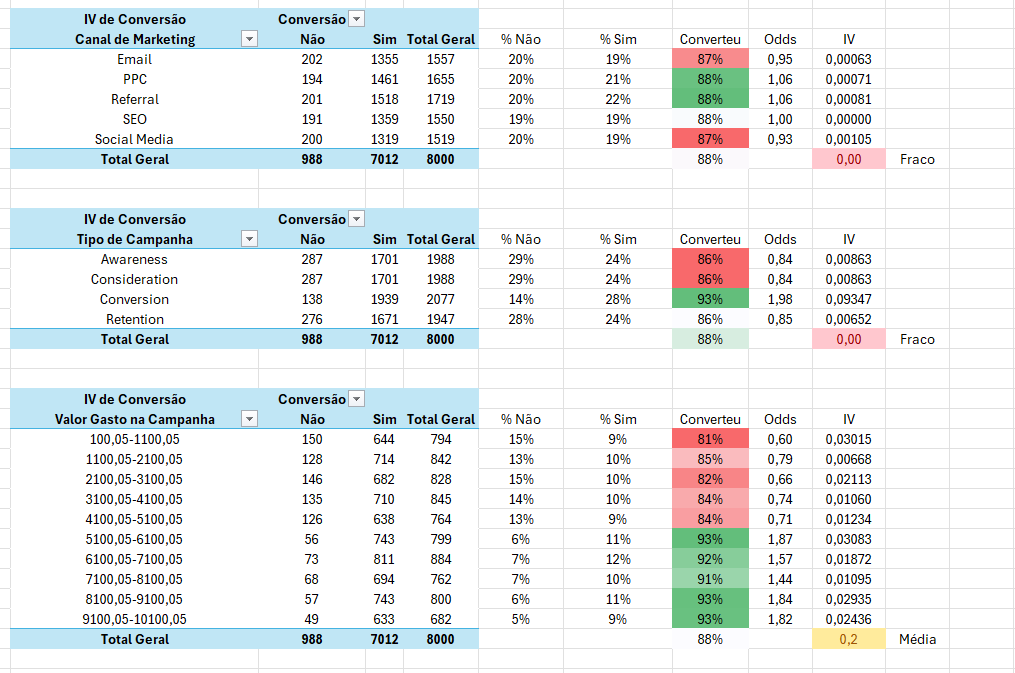 IV de Conversão Conversão
Canal de Marketing Não Sim Total Geral % Não % Sim Converteu Odds IV
Email 202 1355 1557 20% 19% 87% 0,95 0,00063
PPC 194 1461 1655 20% 21% 88% 1,06 0,00071
Referral 201 1518 1719 20% 22% 88% 1,06 0,00081
SEO 191 1359 1550 19% 19% 88% 1,00 0,00000
Social Media 200 1319 1519 20% 19% 87% 0,93 0,00105
Total Geral 988 7012 8000 88% 0,00 Fraco
IV de Conversão Conversão
Tipo de Campanha Não Sim Total Geral % Não % Sim Converteu Odds IV
Awareness 287 1701 1988 29% 24% 86% 0,84 0,00863
Consideration 287 1701 1988 29% 24% 86% 0,84 0,00863
Conversion 138 1939 2077 14% 28% 93% 1,98 0,09347
Retention 276 1671 1947 28% 24% 86% 0,85 0,00652
Total Geral 988 7012 8000 88% 0,00 Fraco
IV de Conversão Conversão
Valor Gasto na Campanha Não Sim Total Geral % Não % Sim Converteu Odds IV
100,05-1100,05 150 644 794 15% 9% 81% 0,60 0,03015
1100,05-2100,05 128 714 842 13% 10% 85% 0,79 0,00668
2100,05-3100,05 146 682 828 15% 10% 82% 0,66 0,02113
3100,05-4100,05 135 710 845 14% 10% 84% 0,74 0,01060
4100,05-5100,05 126 638 764 13% 9% 84% 0,71 0,01234
5100,05-6100,05 56 743 799 6% 11% 93% 1,87 0,03083
6100,05-7100,05 73 811 884 7% 12% 92% 1,57 0,01872
7100,05-8100,05 68 694 762 7% 10% 91% 1,44 0,01095
8100,05-9100,05 57 743 800 6% 11% 93% 1,84 0,02935
9100,05-10100,05 49 633 682 5% 9% 93% 1,82 0,02436
Total Geral 988 7012 8000 88% 0,2 Média